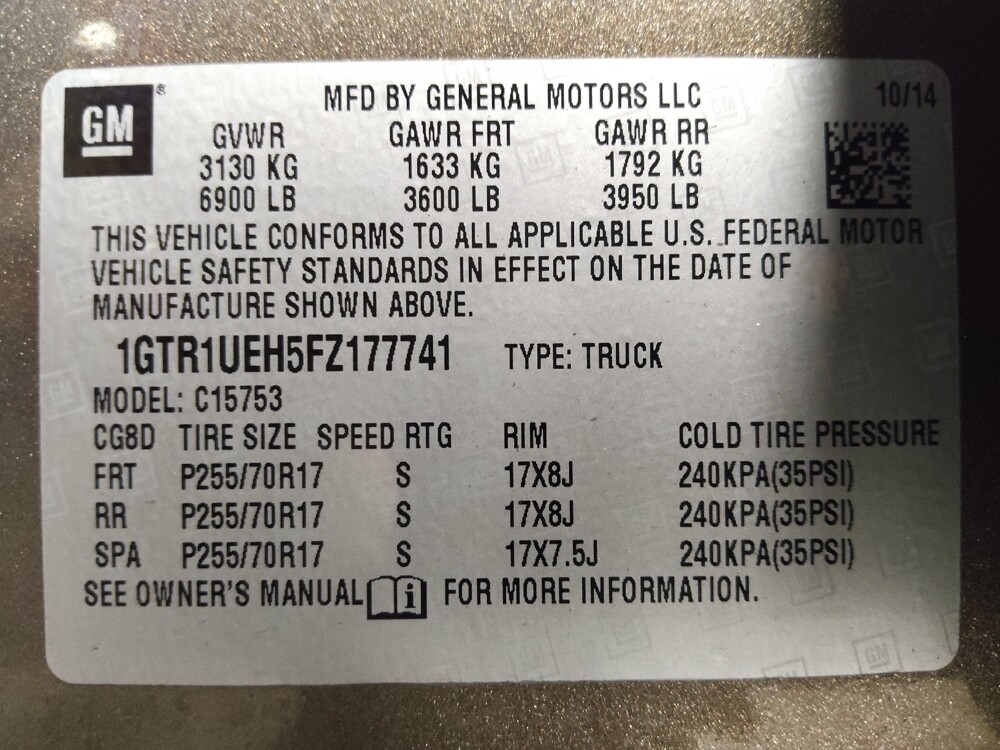 GM® MFD BY GENERAL MOTORS LLC 10/14
GVWR GAWR FRT GAWR RR
3130 KG 1633 KG 1792 KG
6900 LB 3600 LB 3950 LB
THIS VEHICLE CONFORMS TO ALL APPLICABLE U.S. FEDERAL MOTOR
VEHICLE SAFETY STANDARDS IN EFFECT ON THE DATE OF
MANUFACTURE SHOWN ABOVE.
1GTR1UEH5FZ177741 TYPE: TRUCK
MODEL: C15753
CG8D TIRE SIZE SPEED RTG RIM COLD TIRE PRESSURE
FRT P255/70R17 S 17X8J 240KPA(35PSI)
RR P255/70R17 S 17X8J 240KPA(35PSI)
SPA P255/70R17 S 17X7.5J 240KPA(35PSI)
SEE OWNER'S MANUAL i FOR MORE INFORMATION.